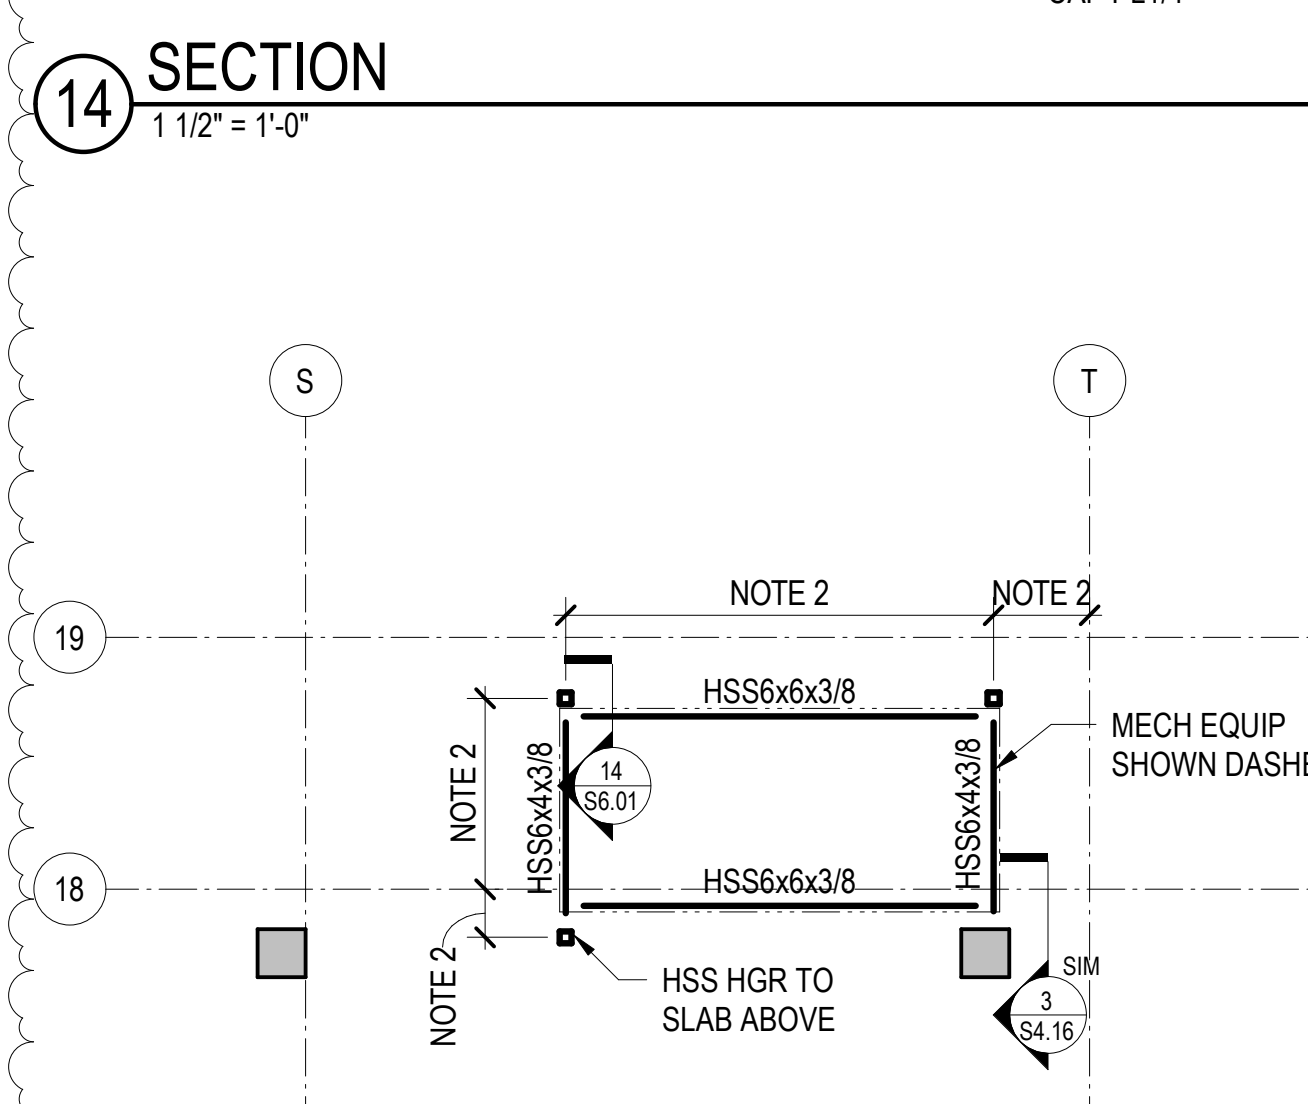 SECTION
14
1 1/2" = 1'-0"
S
T
NOTE 2
NOTE 2
19
HSS6x6x3/8
MECH EQUIP
SHOWN
NOTE 2
HSS6x4x3/8
14
S6.01
HSS6x4x3/8
18
HSS6x6x3/8
NOTE 2
HSS HGR TO
SLAB ABOVE
SIM
3
S4.16